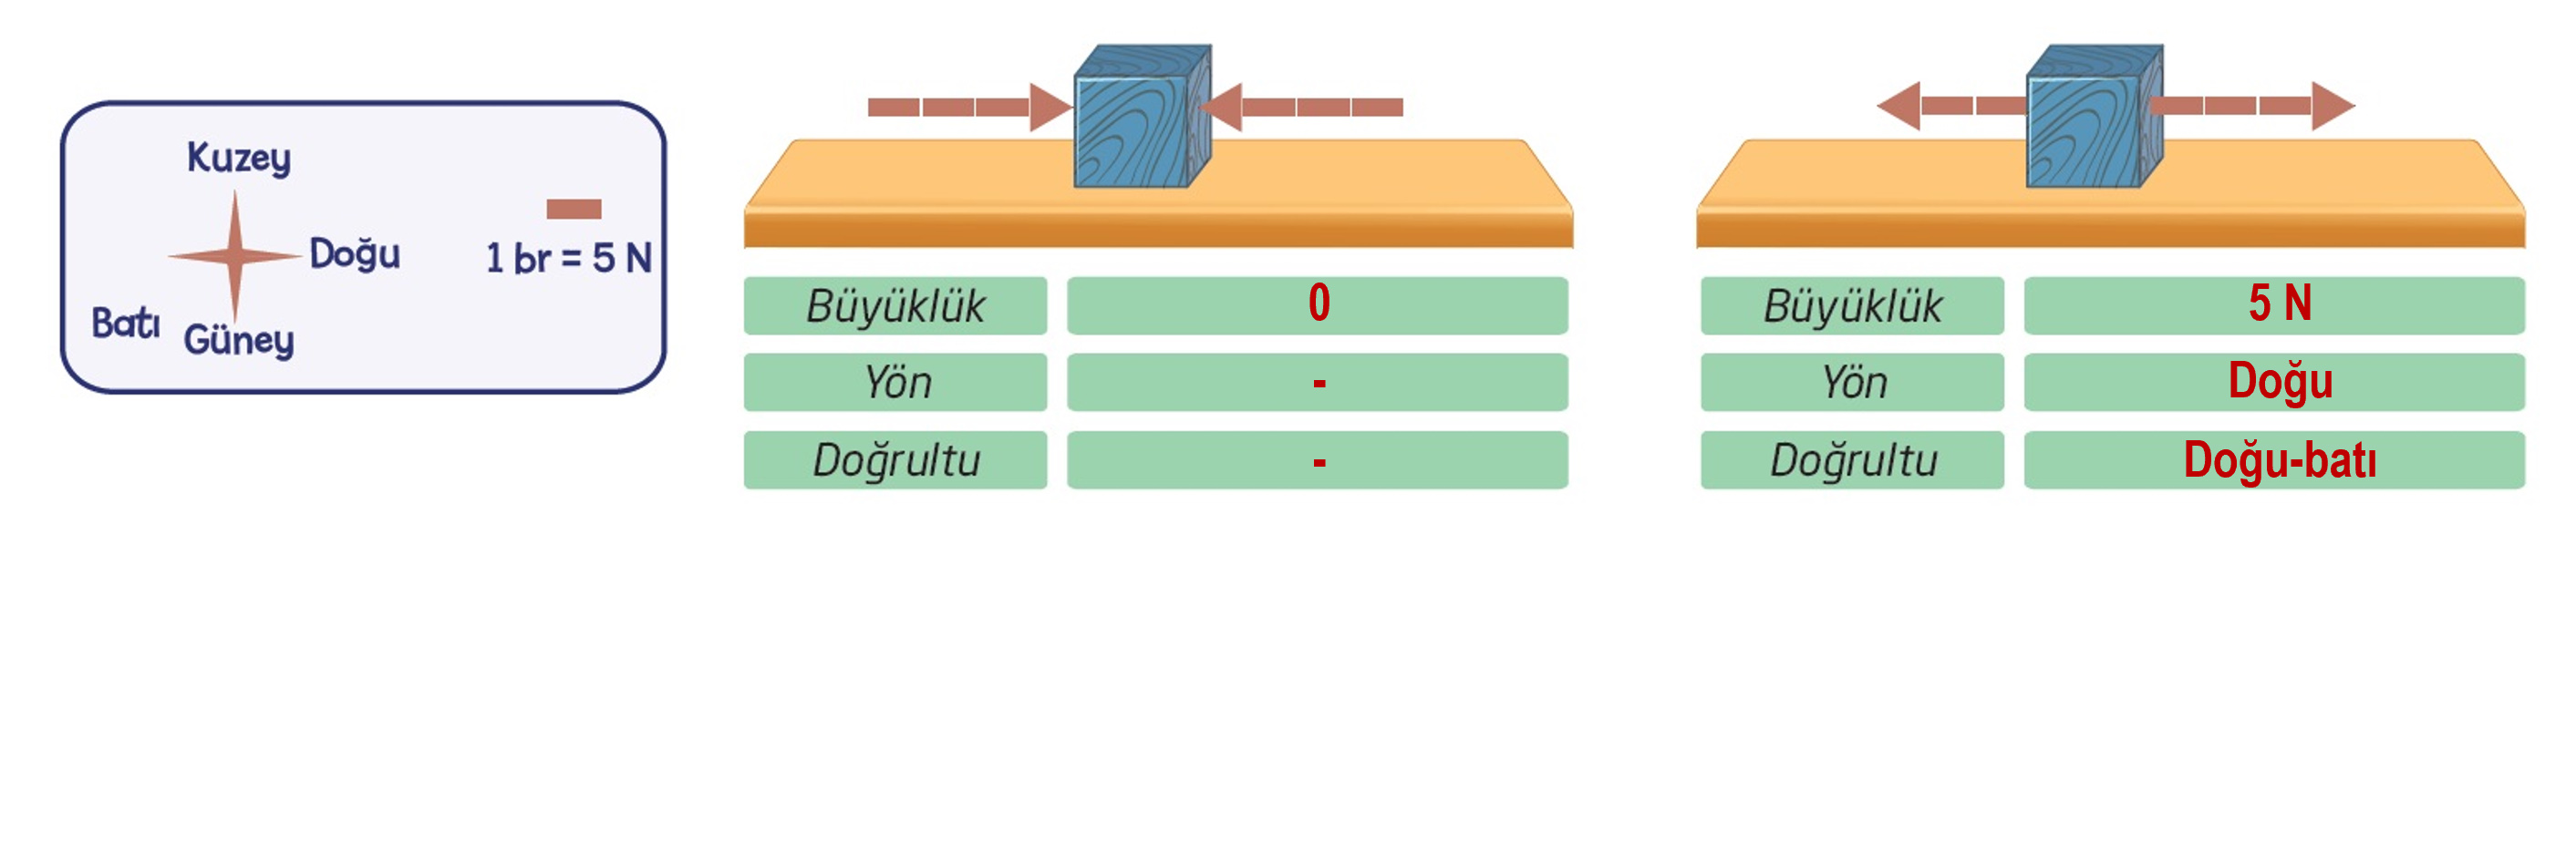 Kuzey
Doğu
Batı
Güney
1 br = 5 N
Büyüklük 0
Yön -
Doğrultu -
Büyüklük 5 N
Yön Doğu
Doğrultu Doğu-batı